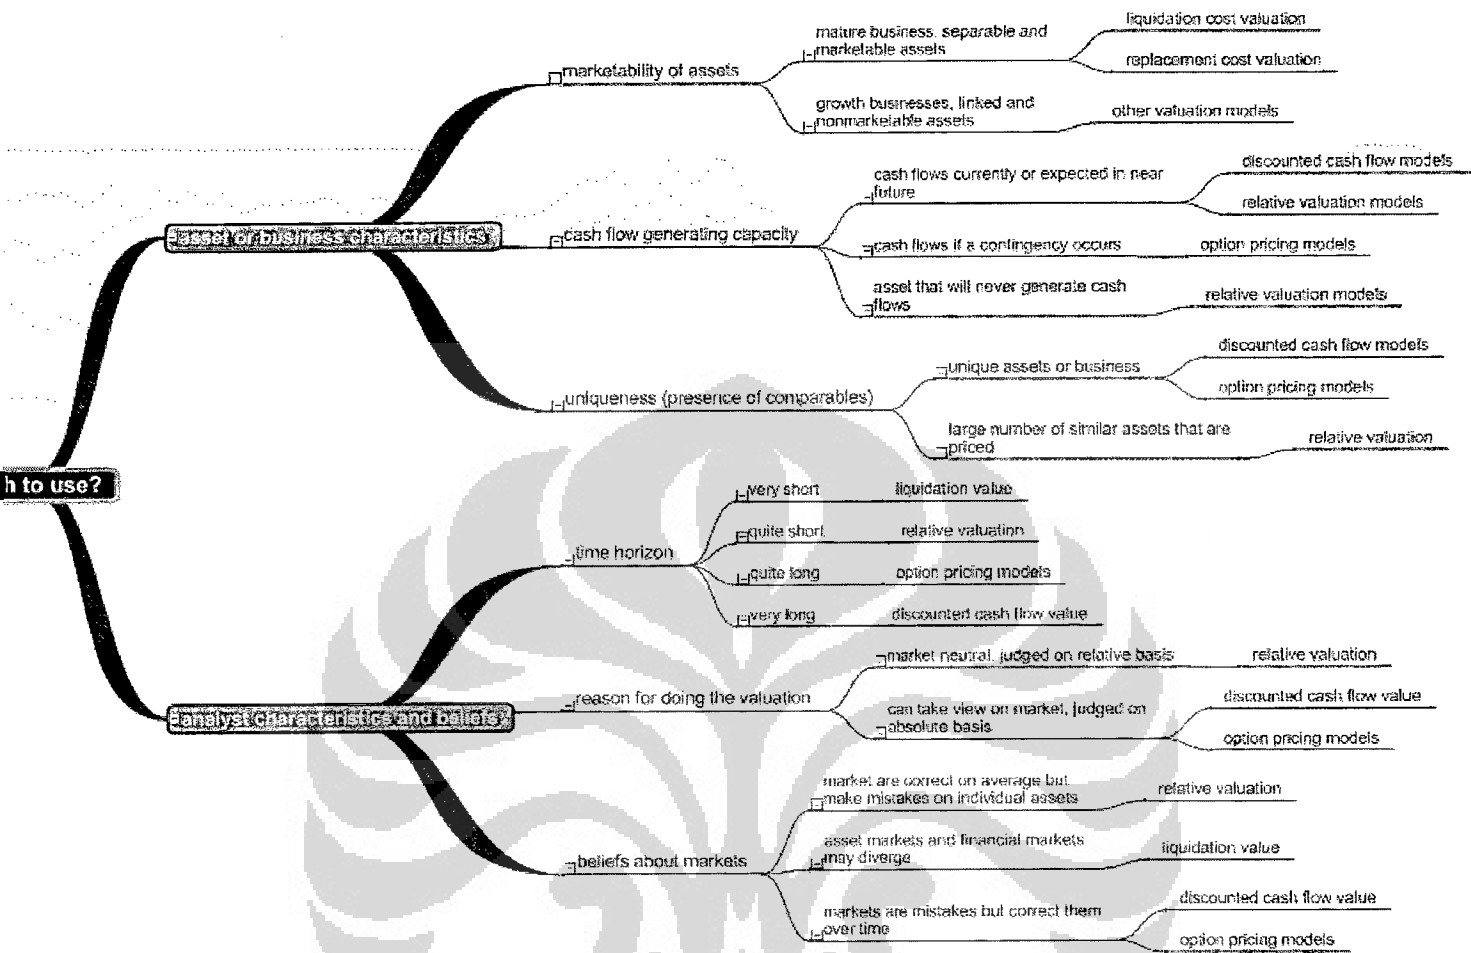 liquidation cost valuation
mature business, separable and
marketable assets
replacement cost valuation
marketability of assets
growth businesses, linked and
nonmarketable assets
other valuation models
discounted cash flow models
cash flows currently or expected in near
future
relative valuation models
asset or business characteristics
cash flow generating capacity
cash flows if a contingency occurs
option pricing models
asset that will never generate cash
flows
relative valuation models
discounted cash flow models
unique assets or business
option pricing models
uniqueness (presence of comparables)
large number of similar assets that are
priced
relative valuation
h to use?
very short
liquidation value
quite short
relative valuation
time horizon
quite long
option pricing models
very long
discounted cash flow value
market neutral, judged on relative basis
relative valuation
reason for doing the valuation
discounted cash flow value
can take view on market, judged on
absolute basis
option pricing models
analyst characteristics and beliefs
market are correct on average but
make mistakes on individual assets
relative valuation
asset markets and financial markets
may diverge
liquidation value
beliefs about markets
discounted cash flow value
markets are mistakes but correct them
over time
option pricing models